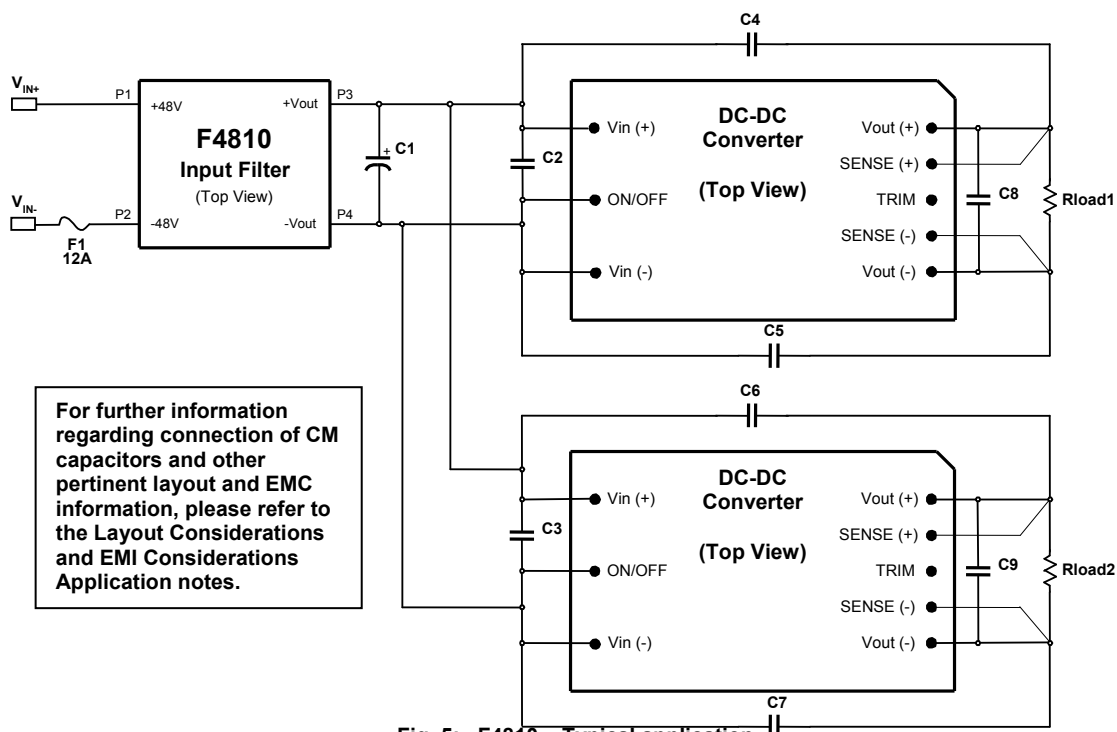 C4
V IN+
P1
+48V
+Vout
P3
F4810
Input Filter
(Top View)
V IN-
P2
-48V
-Vout
P4
F1
12A
C1
+
C2
DC-DC
Converter
(Top View)
Vin (+)
ON/OFF
Vin (-)
Vout (+)
SENSE (+)
TRIM
SENSE (-)
Vout (-)
C8
Rload1
C5
For further information
regarding connection of CM
capacitors and other
pertinent layout and EMC
information, please refer to
the Layout Considerations
and EMI Considerations
Application notes.
C6
C3
DC-DC
Converter
(Top View)
Vin (+)
ON/OFF
Vin (-)
Vout (+)
SENSE (+)
TRIM
SENSE (-)
Vout (-)
C9
Rload2
C7
Typical application